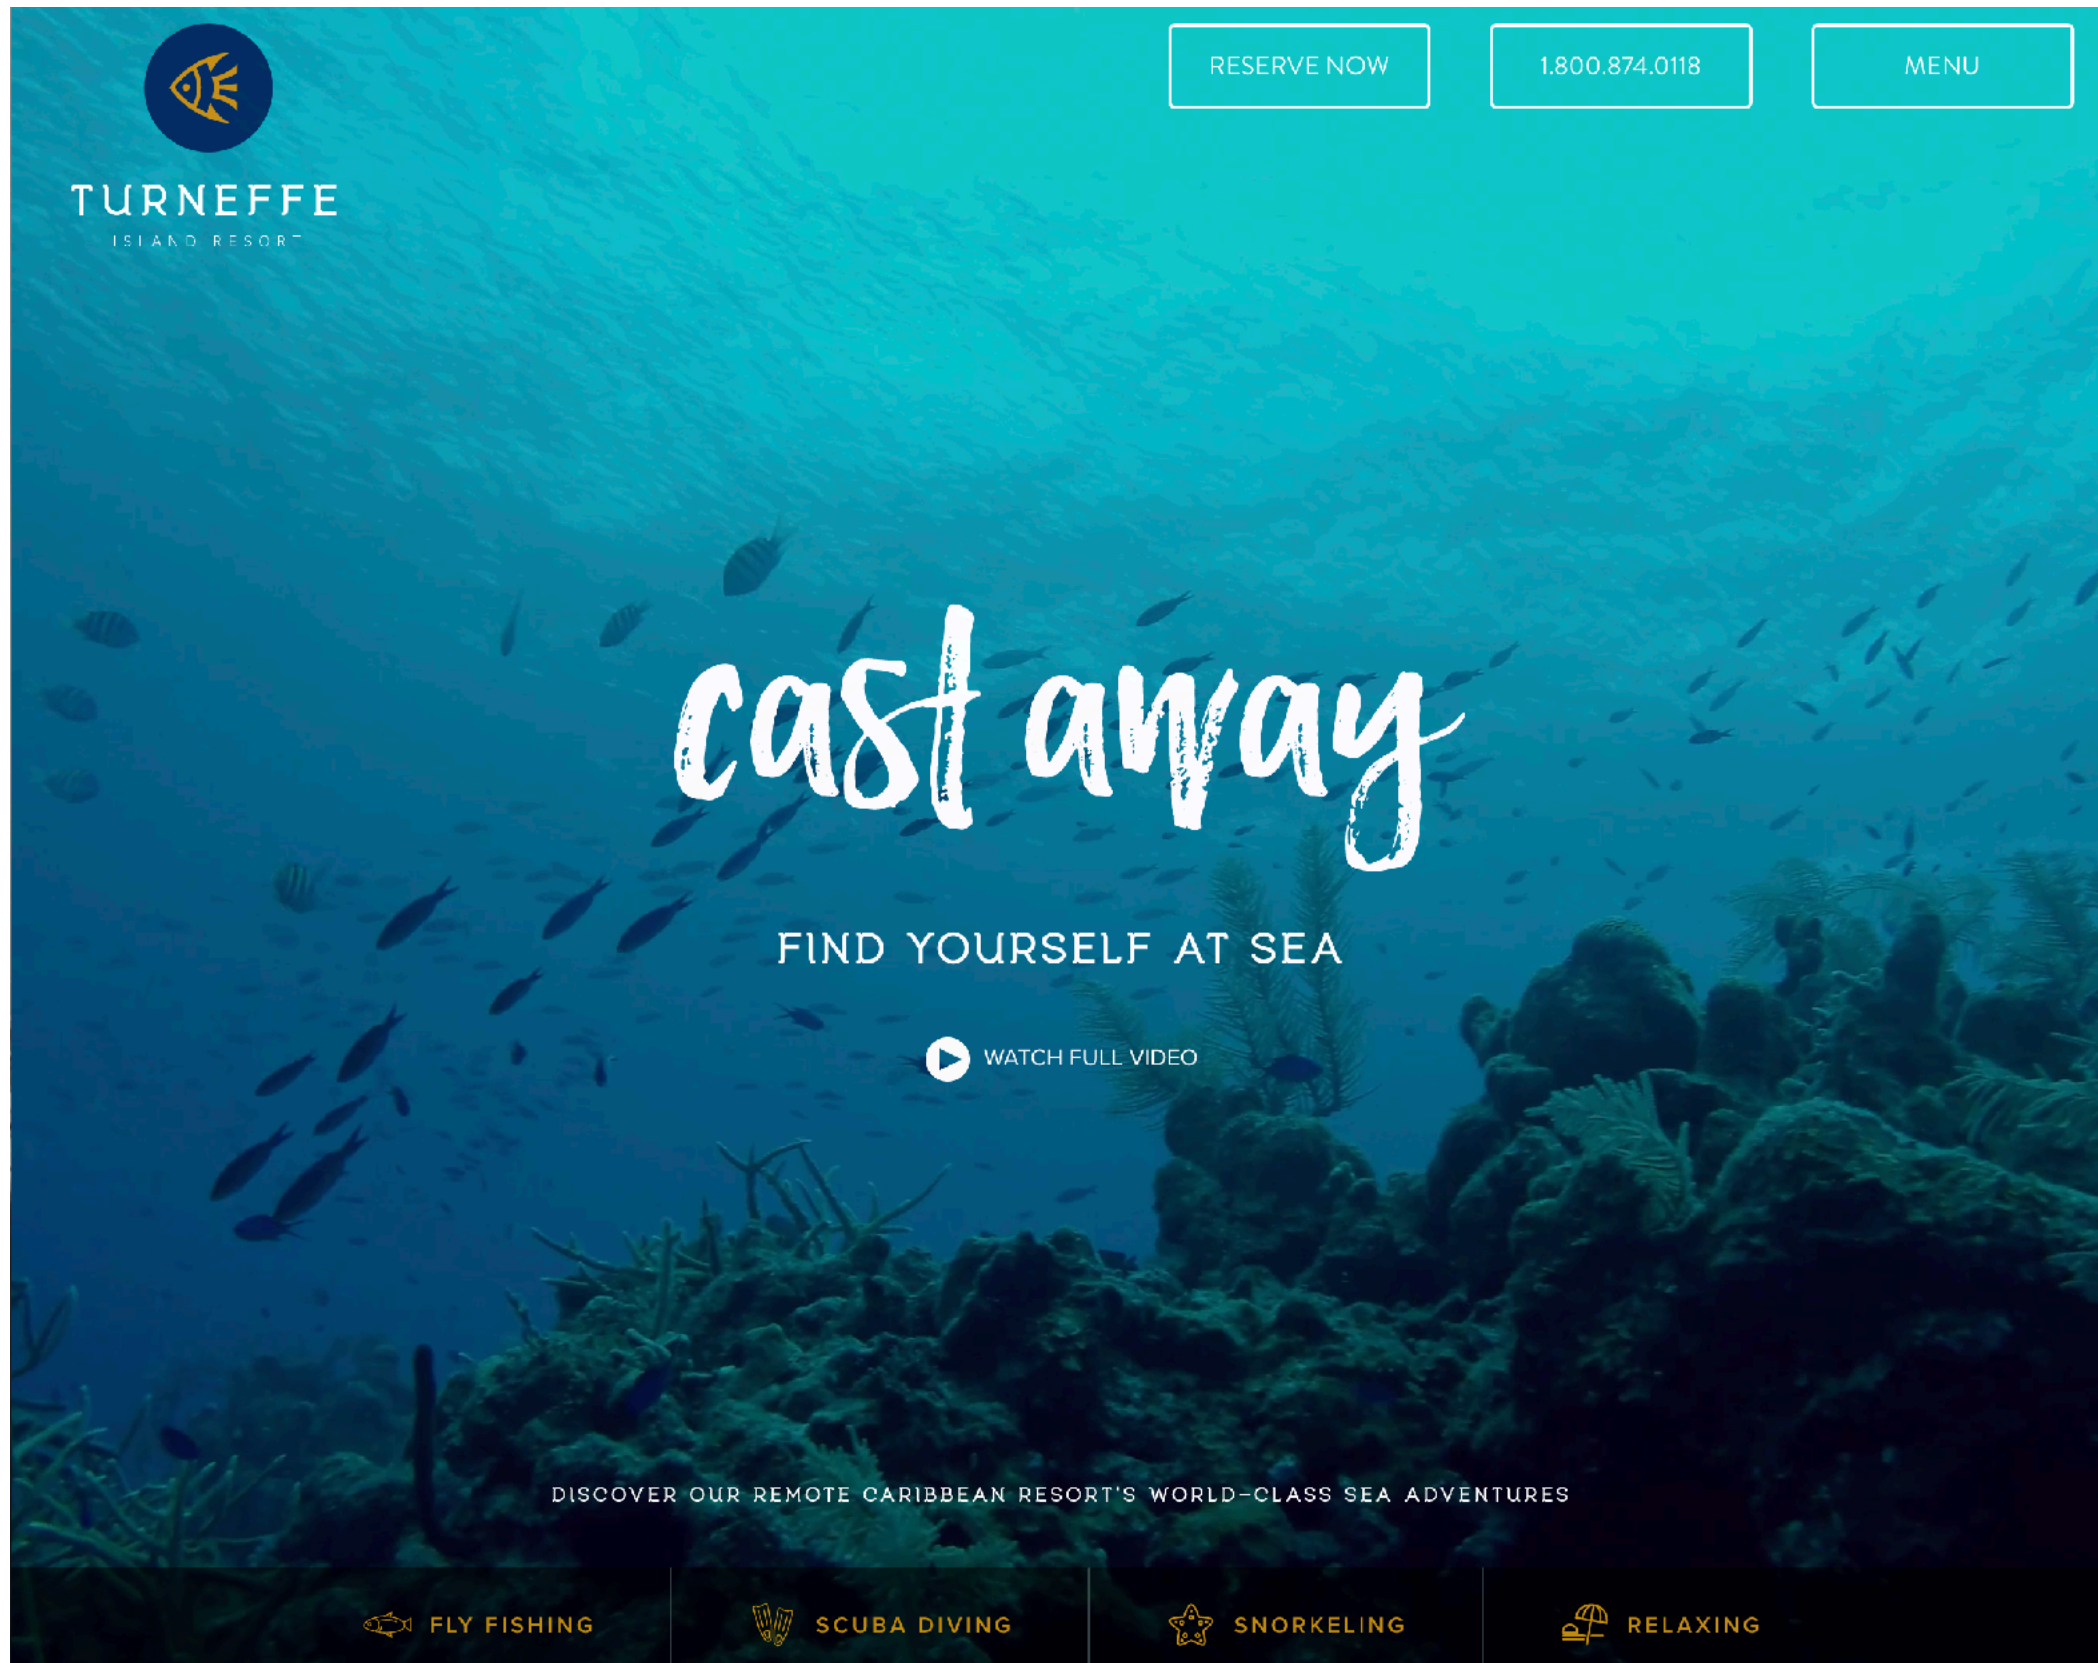 TURNEFFE
ISLAND RESORT
RESERVE NOW
1.800.874.0118
MENU
cast away
FIND YOURSELF AT SEA
WATCH FULL VIDEO
DISCOVER OUR REMOTE CARIBBEAN RESORT'S WORLD-CLASS SEA ADVENTURES
FLY FISHING
SCUBA DIVING
SNORKELING
RELAXING